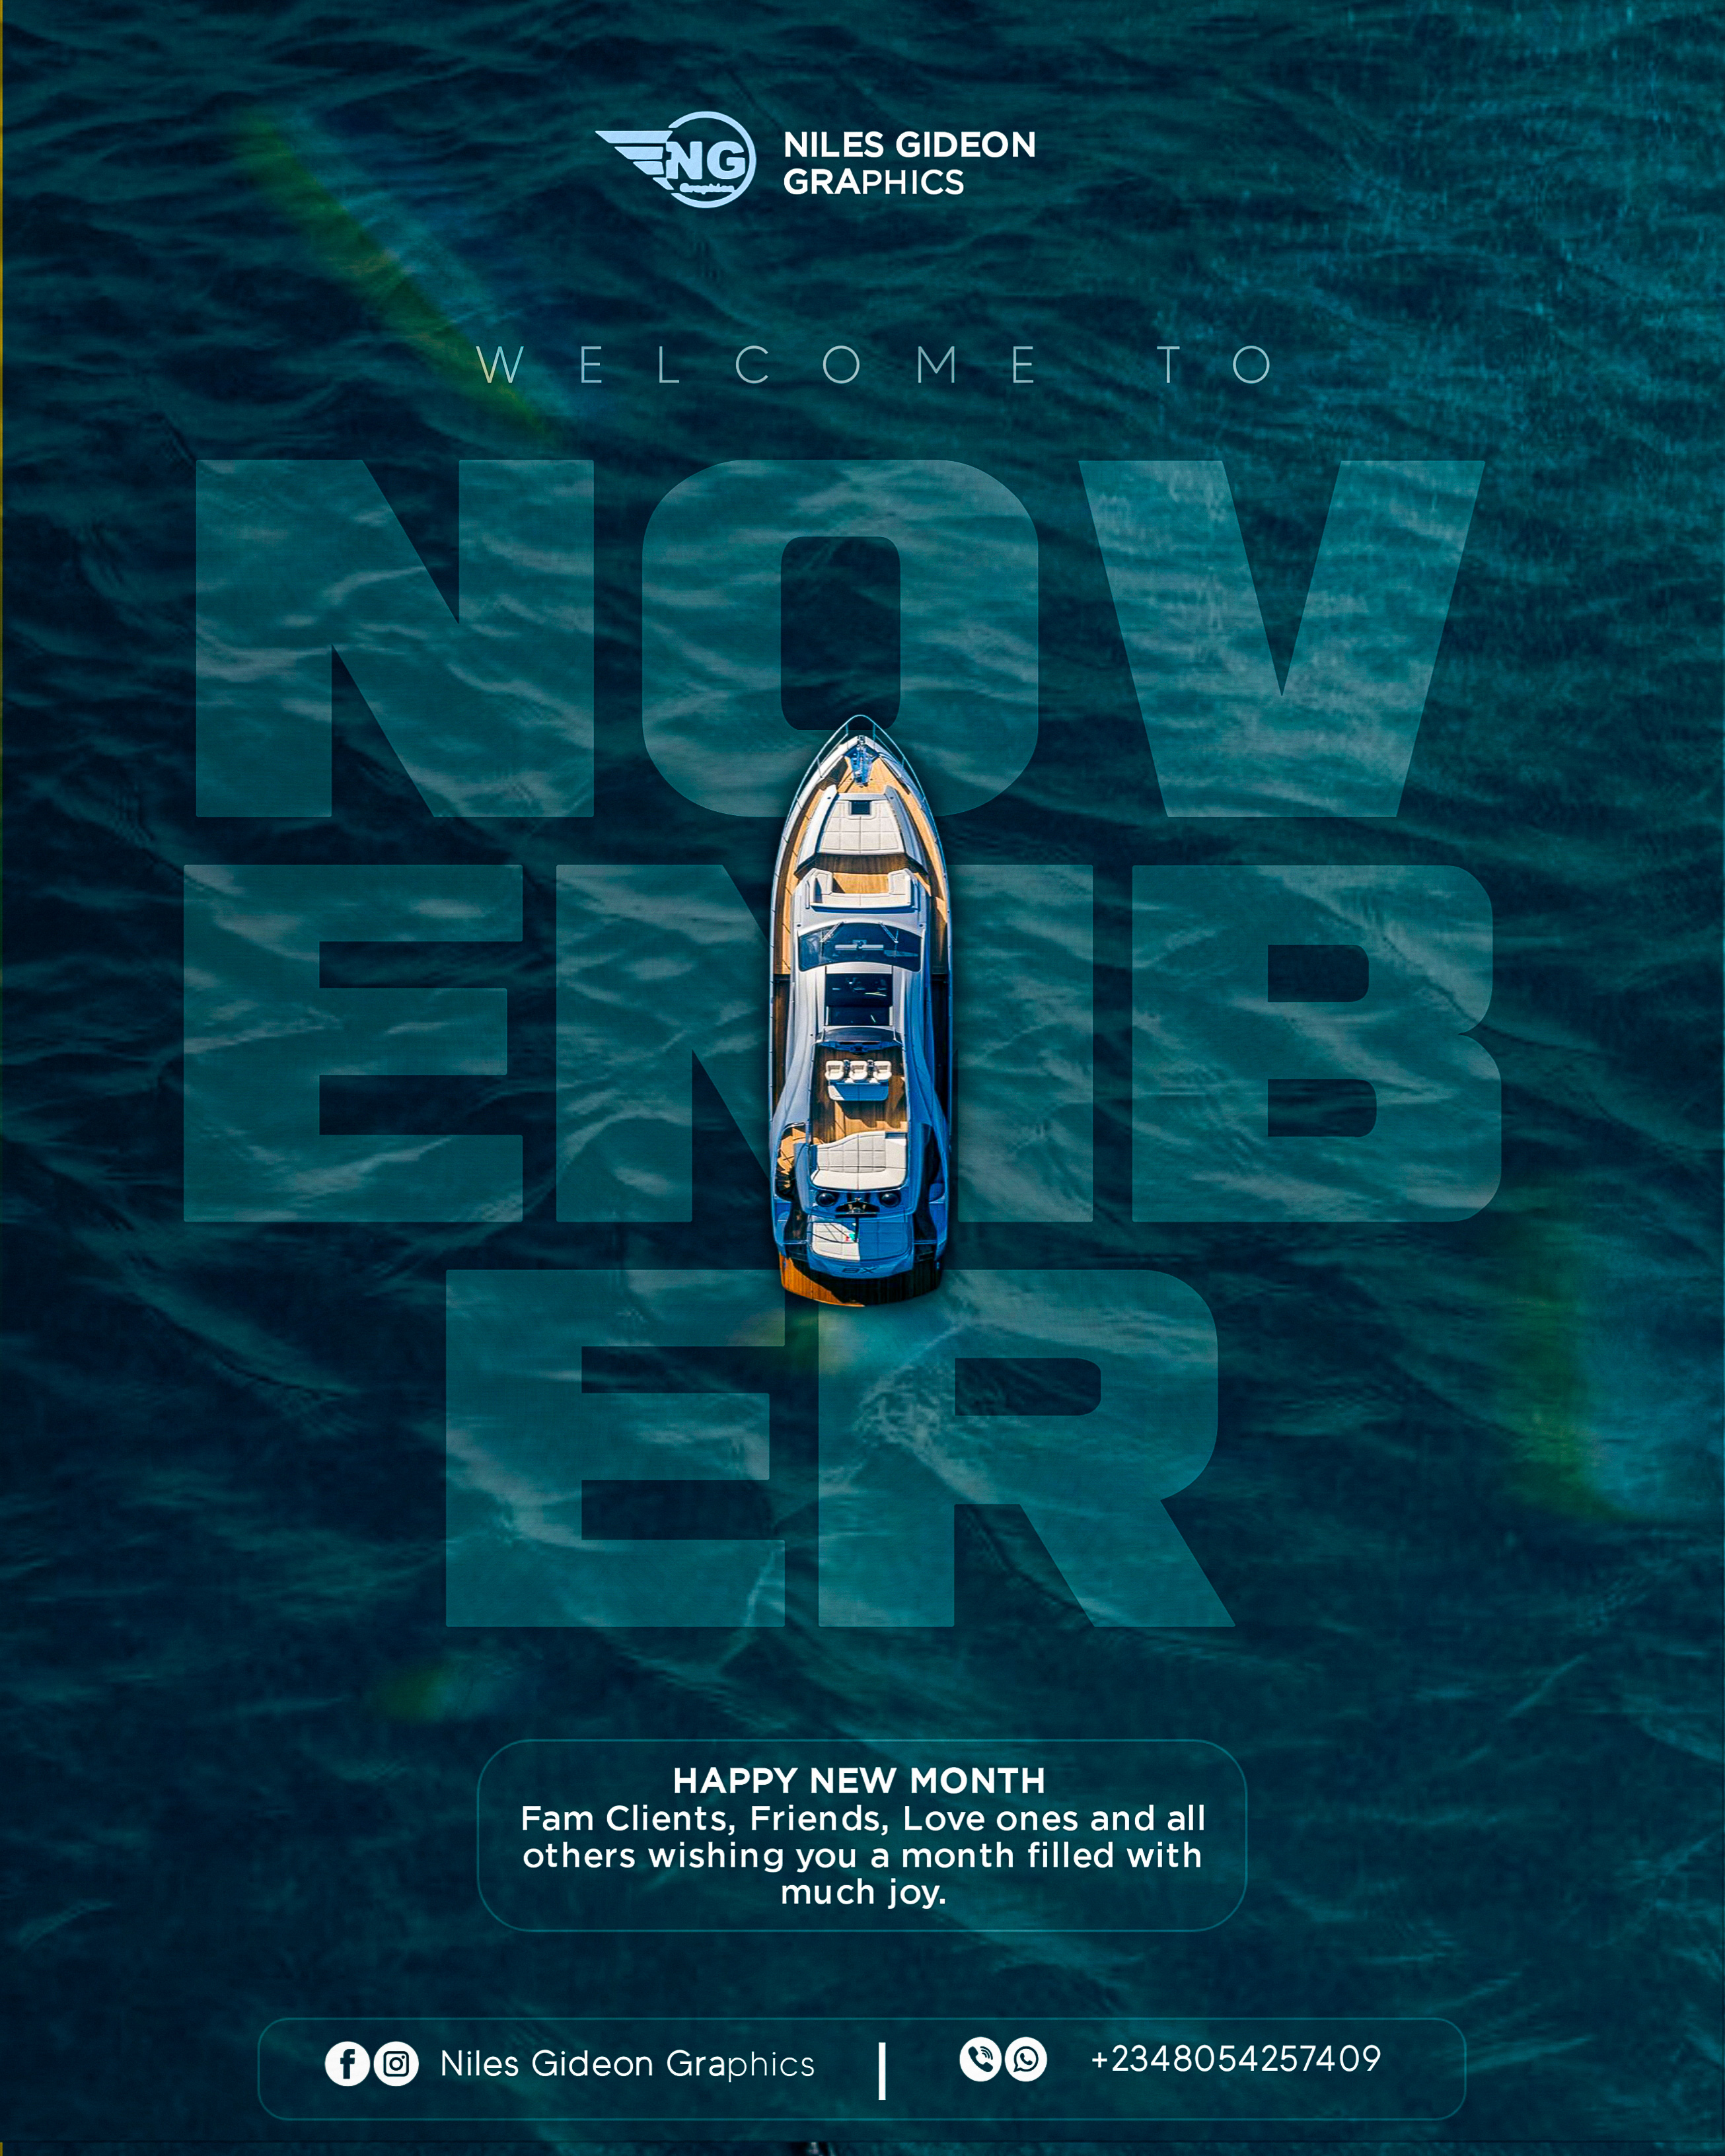 NG
Graphics
NILES GIDEON
GRAPHICS
WELCOME TO
NOV
EMB
ER
HAPPY NEW MONTH
Fam Clients, Friends, Love ones and all
others wishing you a month filled with
much joy.
Niles Gideon Graphics | +2348054257409